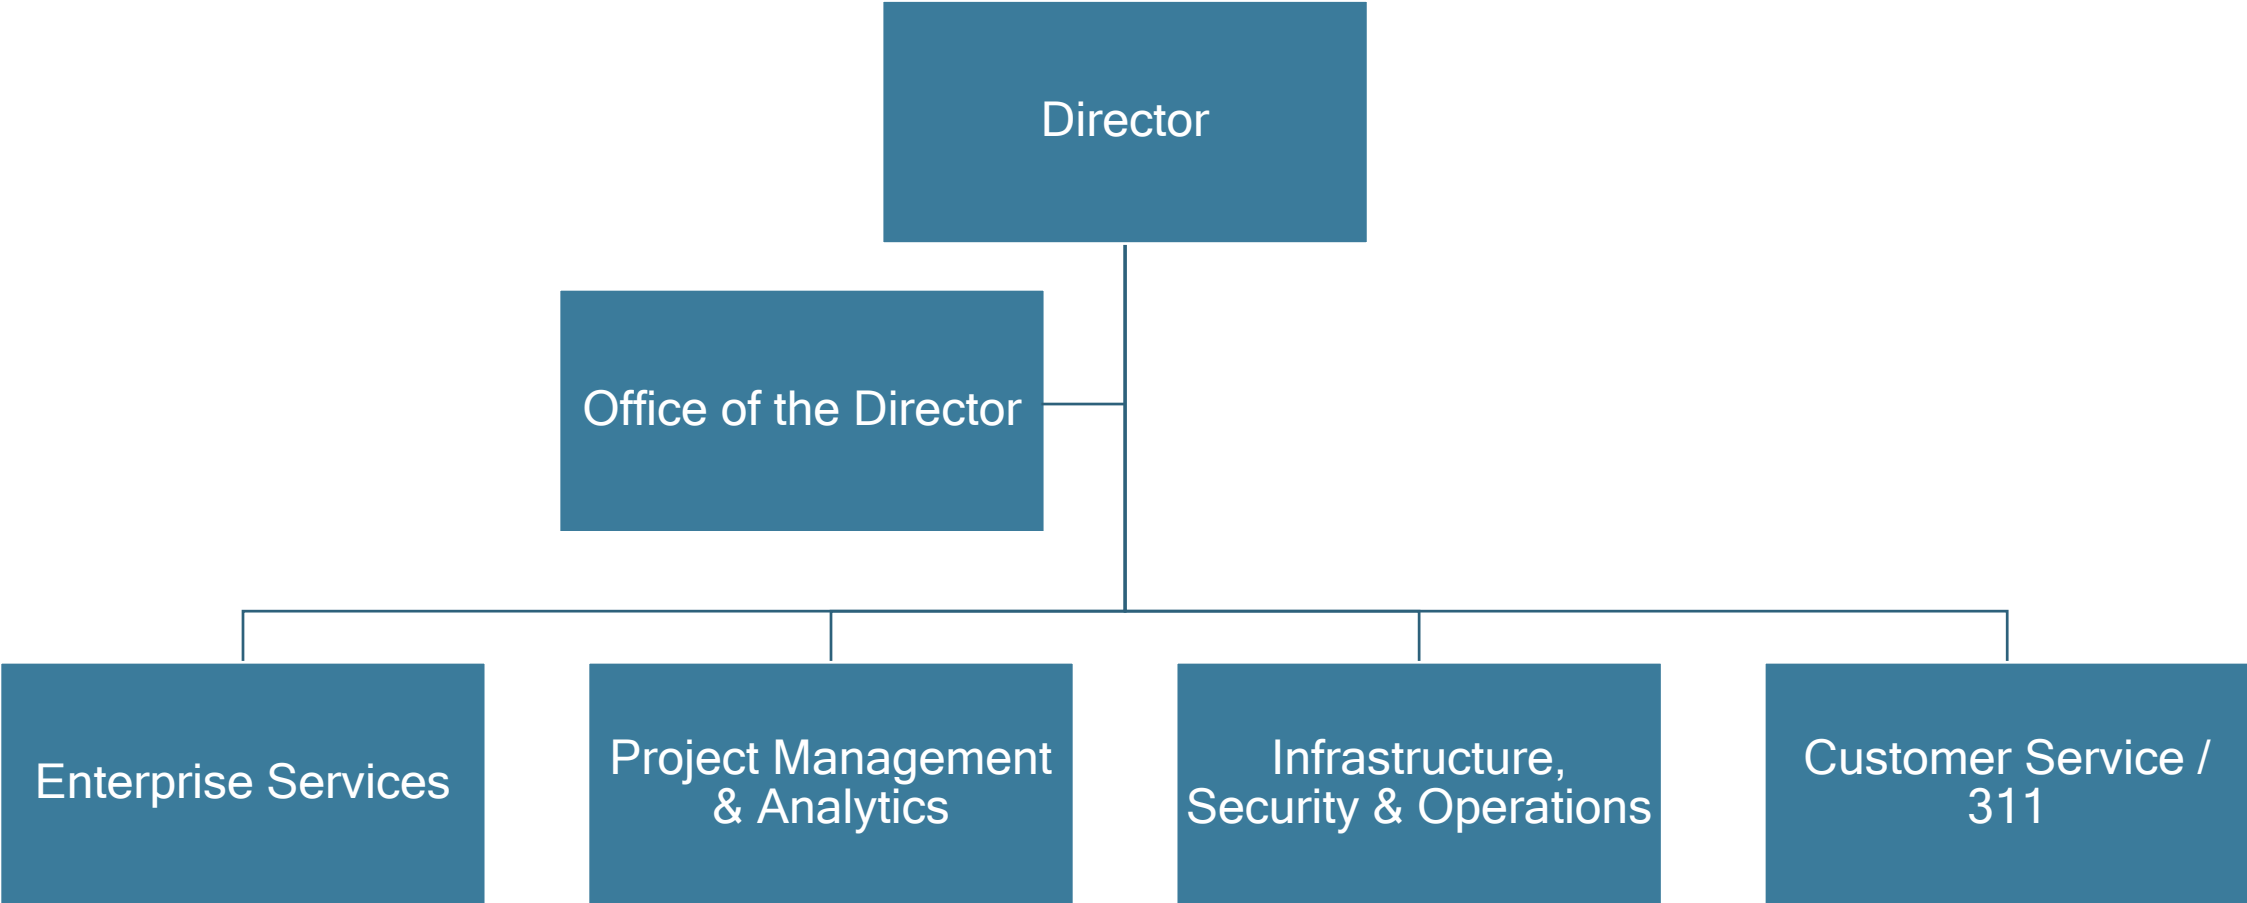 Director
Office of the Director
Enterprise Services
Project Management
& Analytics
Infrastructure,
Security & Operations
Customer Service /
311